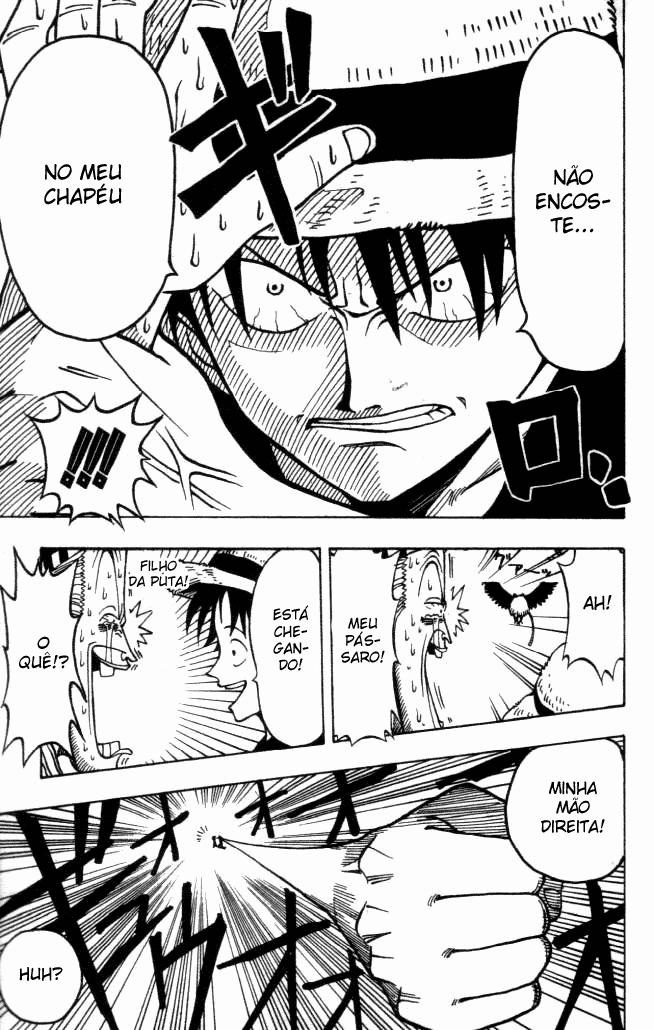 NÃO
ENCOS-
TE...
ギロッ
NO MEU
CHAPÉU
!!!
AH!
MEU
PÁS-
SARO!
ESTÁ
CHE-
GAN-
DO!
FILHO
DA PUTA!
O
QUÊ!?
MINHA
MÃO
DIREITA!
HUH?